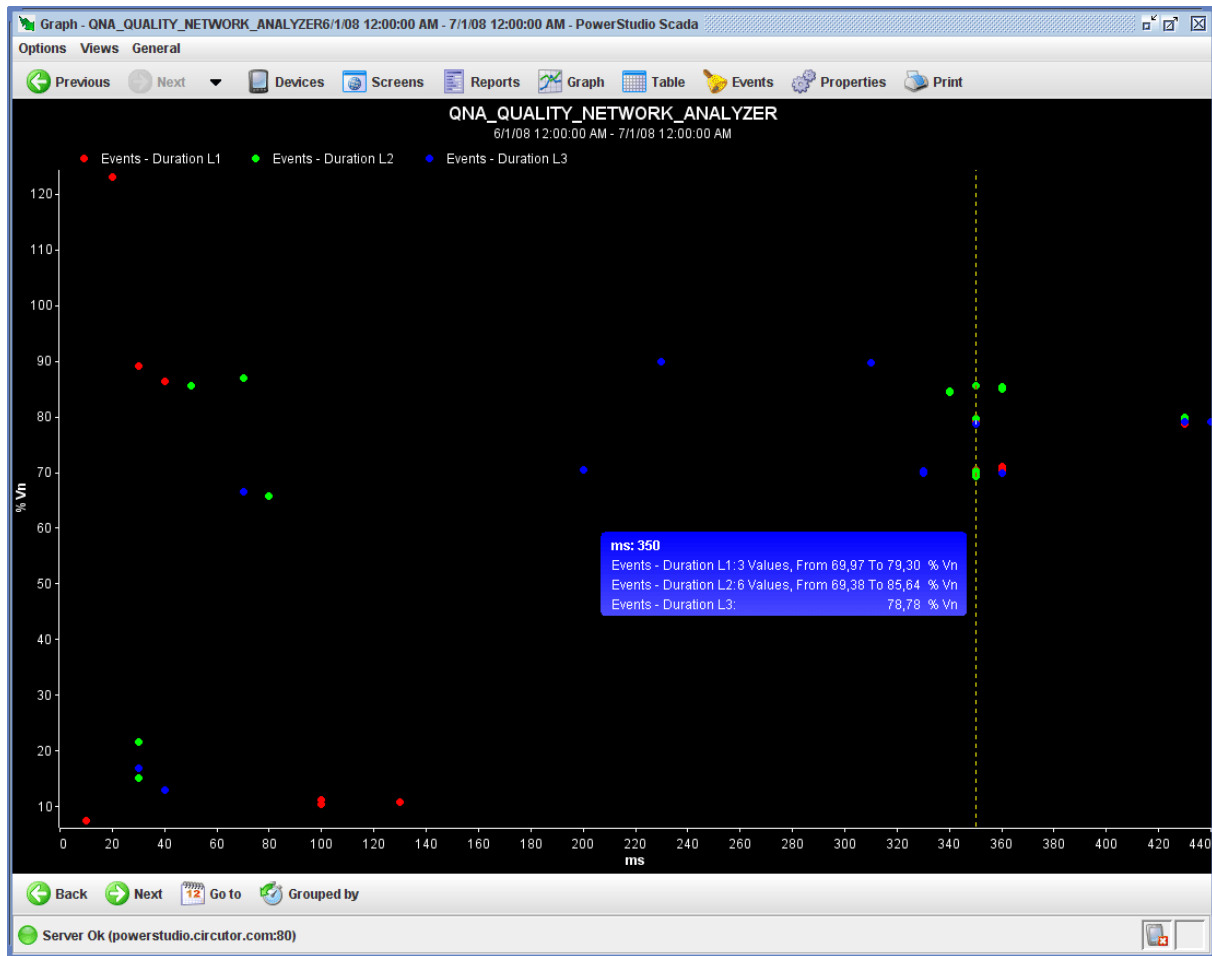 Graph - QNA_QUALITY_NETWORK_ANALYZER6/1/08 12:00:00 AM - 7/1/08 12:00:00 AM - PowerStudio Scada
Options Views General
Previous Next Devices Screens Reports Graph Table Events Properties Print
QNA_QUALITY_NETWORK_ANALYZER
6/1/08 12:00:00 AM - 7/1/08 12:00:00 AM
Events - Duration L1 Events - Duration L2 Events - Duration L3
120
110
100
90
80
70
% Vn
60
50
40
30
20
10
ms: 350
Events - Duration L1:3 Values, From 69,97 To 79,30 % Vn
Events - Duration L2:6 Values, From 69,38 To 85,64 % Vn
Events - Duration L3: 78,78 % Vn
0 20 40 60 80 100 120 140 160 180 200 220 240 260 280 300 320 340 360 380 400 420 440
ms
Back Next 12 Go to Grouped by
Server Ok (powerstudio.circutor.com:80)